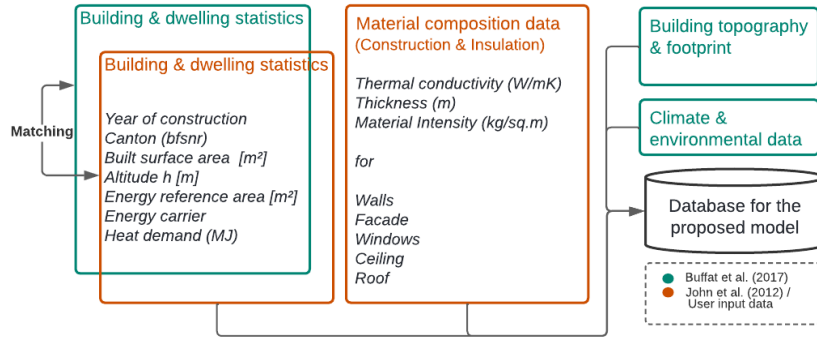 Building & dwelling statistics
Building & dwelling statistics
Year of construction
Canton (bfsnr)
Built surface area [m²]
Altitude h [m]
Energy reference area [m²]
Energy carrier
Heat demand (MJ)
Matching
Material composition data
(Construction & Insulation)
Thermal conductivity (W/mK)
Thickness (m)
Material Intensity (kg/sq.m)
for
Walls
Facade
Windows
Ceiling
Roof
Building topography
& footprint
Climate &
environmental data
Database for the
proposed model
Buffat et al. (2017)
John et al. (2012) /
User input data